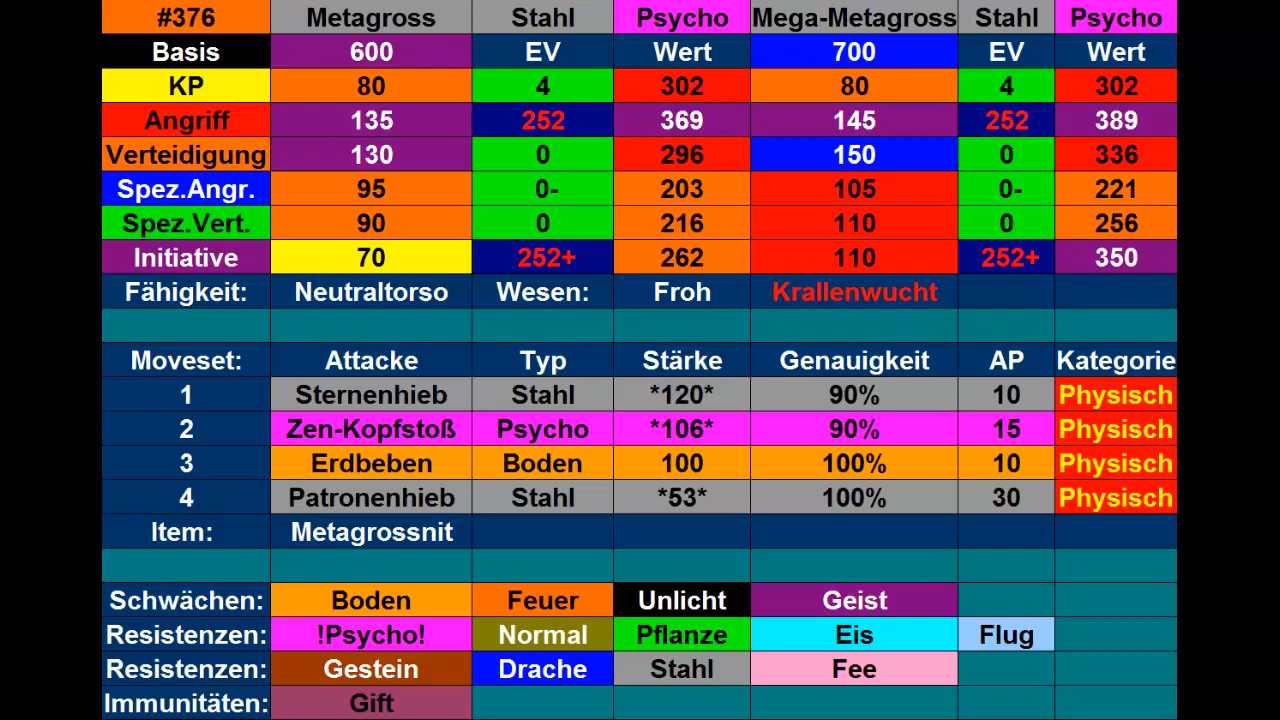 #376 Metagross Stahl Psycho Mega-Metagross Stahl Psycho
Basis 600 EV Wert 700 EV Wert
KP 80 4 302 80 4 302
Angriff 135 252 369 145 252 389
Verteidigung 130 0 296 150 0 336
Spez.Angr. 95 0- 203 105 0- 221
Spez.Vert. 90 0 216 110 0 256
Initiative 70 252+ 262 110 252+ 350
Fähigkeit: Neutraltorso Wesen: Froh Krallenwucht
Moveset: Attacke Typ Stärke Genauigkeit AP Kategorie
1 Sternenhieb Stahl *120* 90% 10 Physisch
2 Zen-Kopfstoß Psycho *106* 90% 15 Physisch
3 Erdbeben Boden 100 100% 10 Physisch
4 Patronenhieb Stahl *53* 100% 30 Physisch
Item: Metagrossnit
Schwächen: Boden Feuer Unlicht Geist
Resistenzen: !Psycho! Normal Pflanze Eis Flug
Resistenzen: Gestein Drache Stahl Fee
Immunitäten: Gift